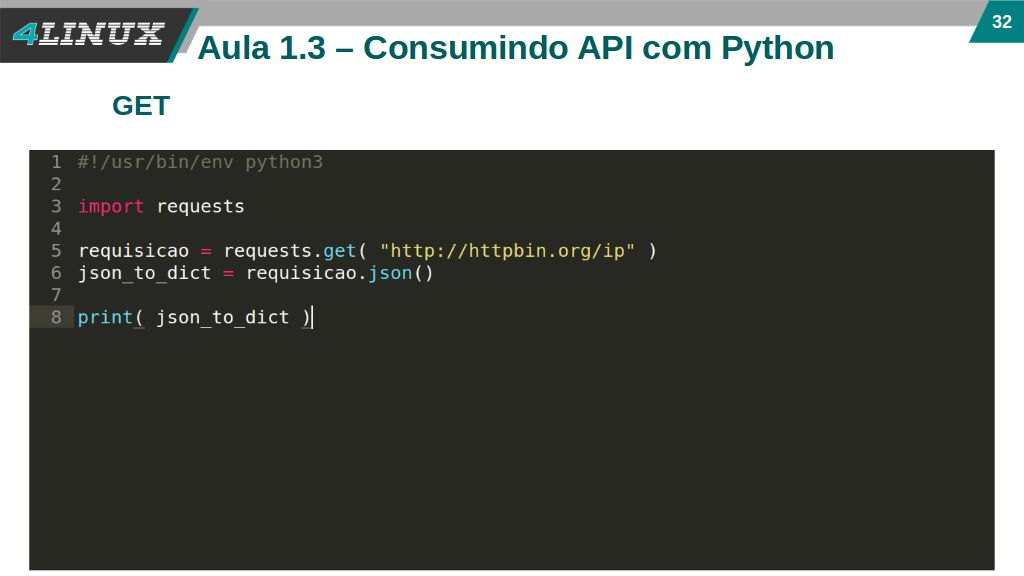 4LINUX
32
Aula 1.3 – Consumindo API com Python
GET
1 #!/usr/bin/env python3
2
3 import requests
4
5 requisicao = requests.get( "http://httpbin.org/ip" )
6 json_to_dict = requisicao.json()
7
8 print( json_to_dict )